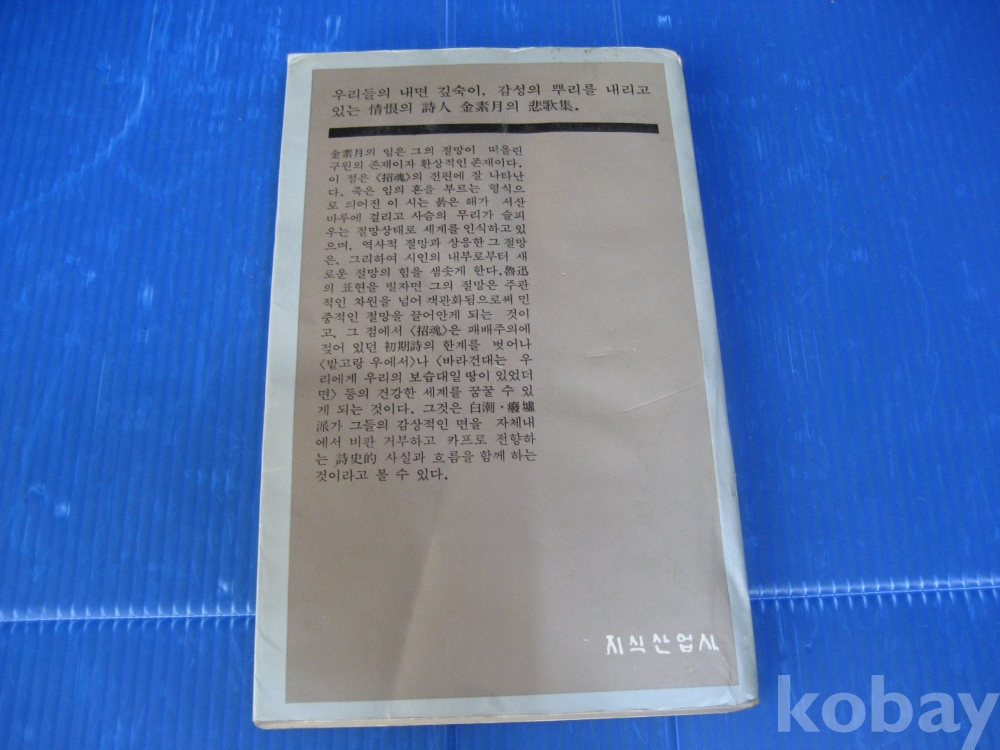 우리들의 내면 깊숙이, 감성의 뿌리를 내리고
있는 情恨의 詩人 金素月의 悲歌集.
金素月의 임은 그의 절망이 떠올린
구원의 존재이자 환상적인 존재이다.
이 점은 〈招魂〉의 전편에 잘 나타난
다. 죽은 임의 혼을 부르는 형식으
로 씌어진 이 시는 붉은 해가 서산
마루에 걸리고 사슴의 무리가 슬피
우는 절망상태로 세계를 인식하고 있
으며, 역사적 절망과 상응한 그 절망
은, 그리하여 시인의 내부로부터 새
로운 절망의 힘을 샘솟게 한다. 魯迅
의 표현을 빌자면 그의 절망은 주관
적인 차원을 넘어 객관화됨으로써 민
중적인 절망을 끌어안게 되는 것이
고, 그 점에서 〈招魂〉은 패배주의에
젖어 있던 初期詩의 한계를 벗어나
〈밭고랑 우에서〉나 〈바라건대는 우
리에게 우리의 보습대일 땅이 있었더
면〉 등의 건강한 세계를 꿈꿀 수 있
게 되는 것이다. 그것은 白潮·廢墟
派가 그들의 감상적인 면을 자체내
에서 비판 거부하고 카프로 전향하
는 詩史的 사실과 흐름을 함께 하는
것이라고 볼 수 있다.
지식산업사
kobay